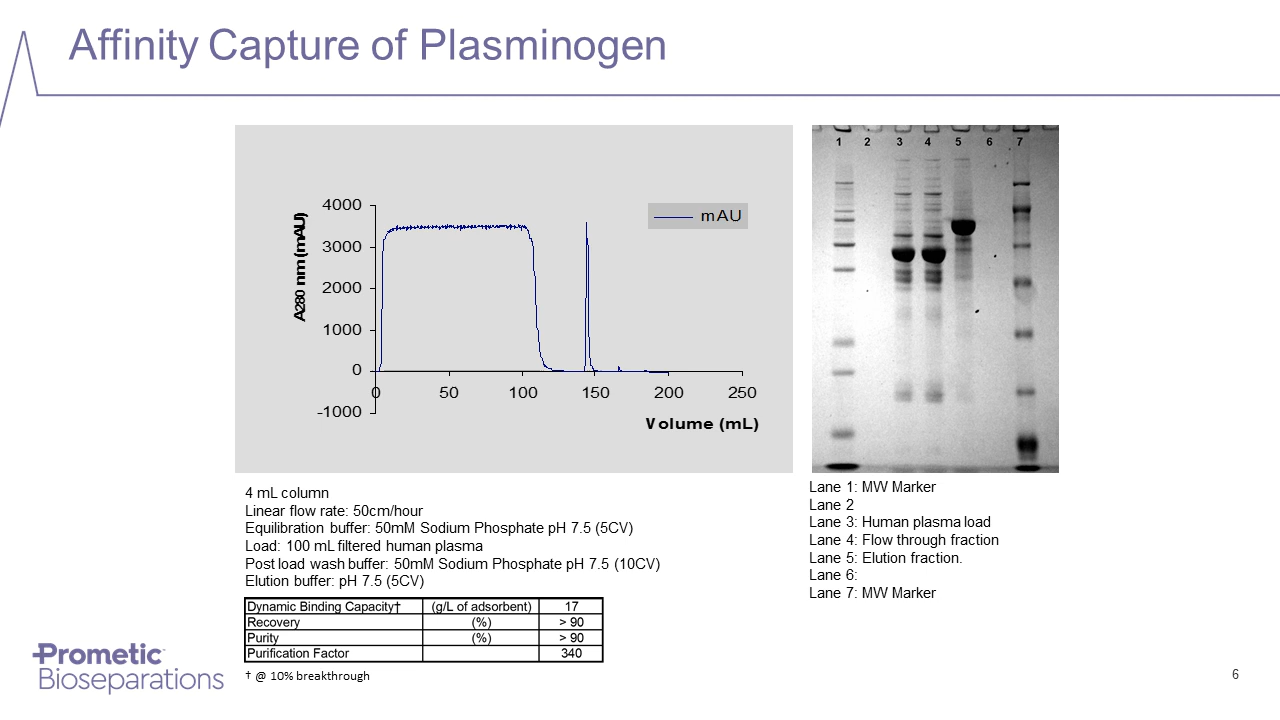 Affinity Capture of Plasminogen
4000
3000
2000
1000
0
-1000
A280 nm (mAU)
mAU
0 50 100 150 200 250
Volume (mL)
1 2 3 4 5 6 7
4 mL column
Linear flow rate: 50cm/hour
Equilibration buffer: 50mM Sodium Phosphate pH 7.5 (5CV)
Load: 100 mL filtered human plasma
Post load wash buffer: 50mM Sodium Phosphate pH 7.5 (10CV)
Elution buffer: pH 7.5 (5CV)
Lane 1: MW Marker
Lane 2
Lane 3: Human plasma load
Lane 4: Flow through fraction
Lane 5: Elution fraction.
Lane 6:
Lane 7: MW Marker
Dynamic Binding Capacity† (g/L of adsorbent) 17
Recovery (%) > 90
Purity (%) > 90
Purification Factor 340
† @ 10% breakthrough
Prometic
Bioseparations
6